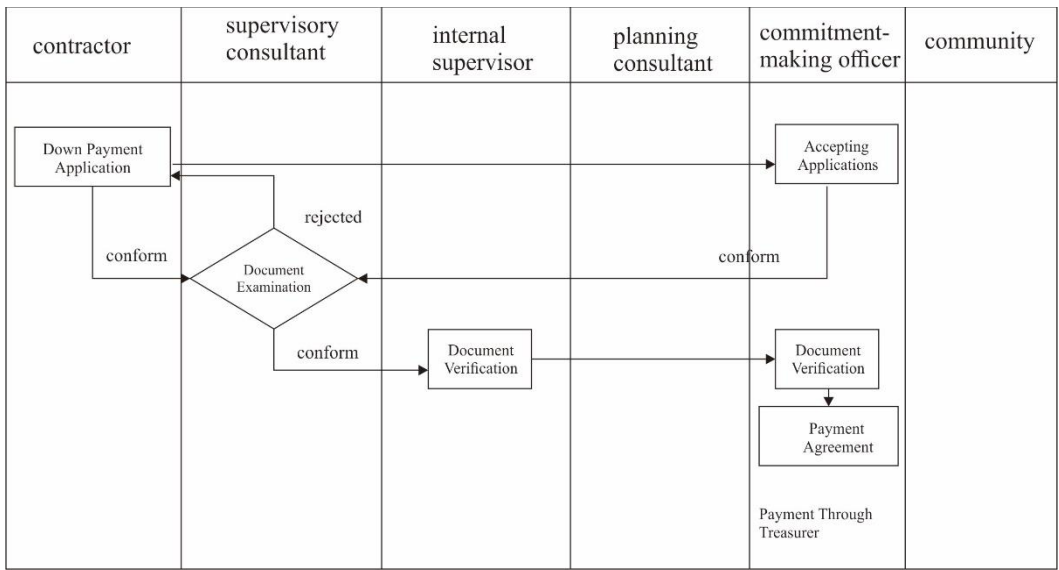 contractor
supervisory
consultant
internal
supervisor
planning
consultant
commitment-
making officer
community
Down Payment
Application
Accepting
Applications
rejected
conform
conform
Document
Examination
conform
Document
Verification
Document
Verification
Payment
Agreement
Payment Through
Treasurer